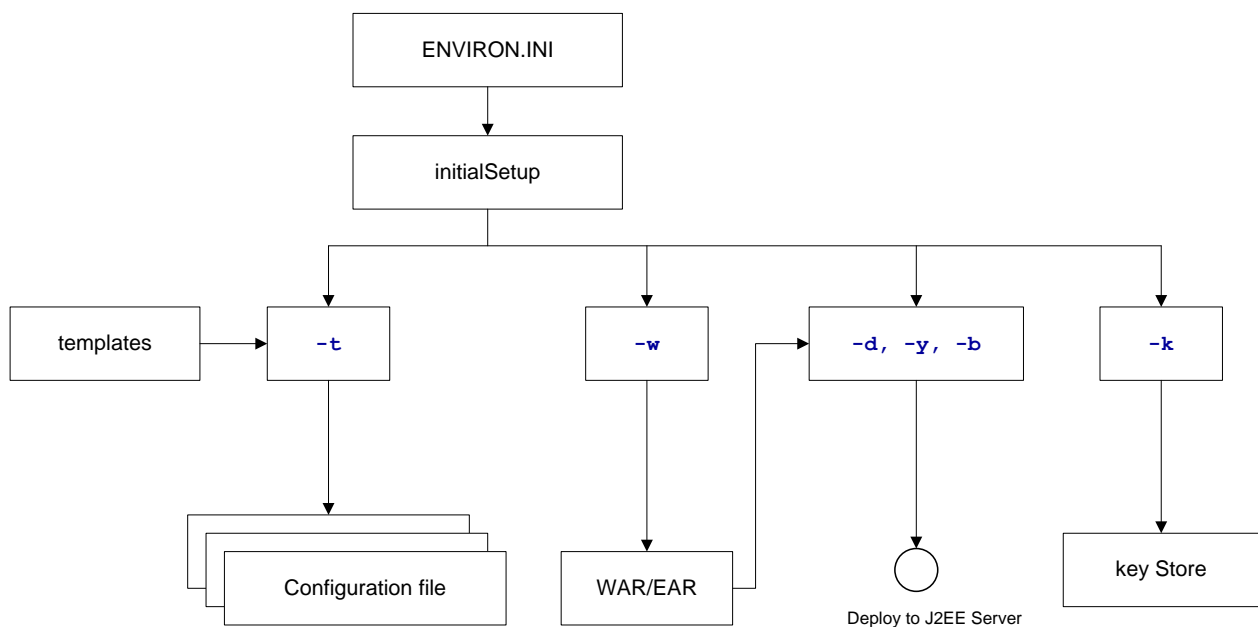 ENVIRON.INI
initialSetup
templates
-t
-w
-d, -y, -b
-k
Configuration file
WAR/EAR
Deploy to J2EE Server
key Store